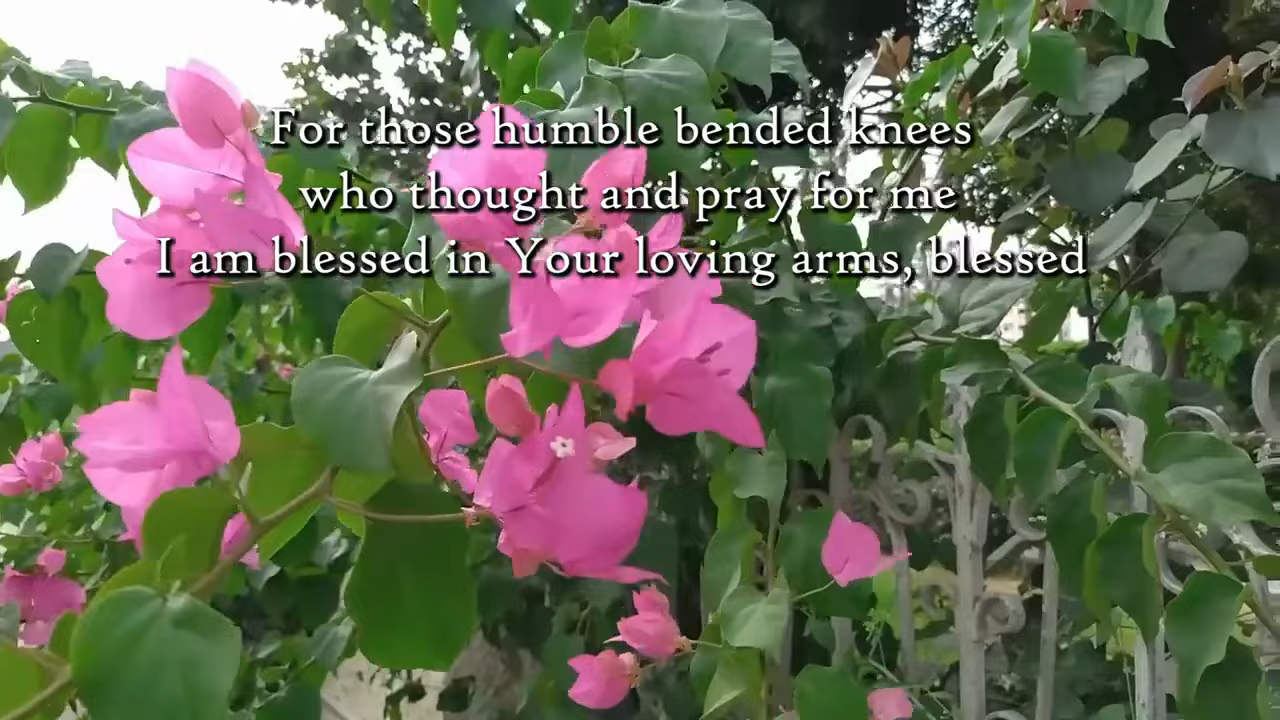 For those humble bended knees
who thought and pray for me
I am blessed in Your loving arms, blessed